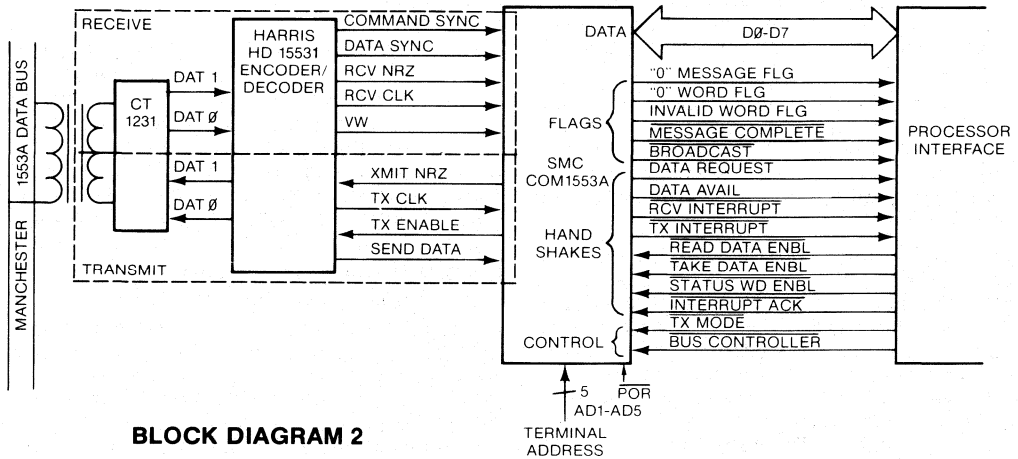 RECEIVE
1553A DATA BUS
MANCHESTER
CT
1231
DAT 1
DAT Ø
DAT 1
DAT Ø
TRANSMIT
HARRIS
HD 15531
ENCODER/
DECODER
COMMAND SYNC
DATA SYNC
RCV NRZ
RCV CLK
VW
XMIT NRZ
TX CLK
TX ENABLE
SEND DATA
DATA
FLAGS
SMC
COM1553A
HAND
SHAKES
CONTROL
DØ-D7
"0" MESSAGE FLG
"0" WORD FLG
INVALID WORD FLG
MESSAGE COMPLETE
BROADCAST
DATA REQUEST
DATA AVAIL
RCV INTERRUPT
TX INTERRUPT
READ DATA ENBL
TAKE DATA ENBL
STATUS WD ENBL
INTERRUPT ACK
TX MODE
BUS CONTROLLER
PROCESSOR
INTERFACE
5
AD1-AD5
POR
TERMINAL
ADDRESS
BLOCK DIAGRAM 2